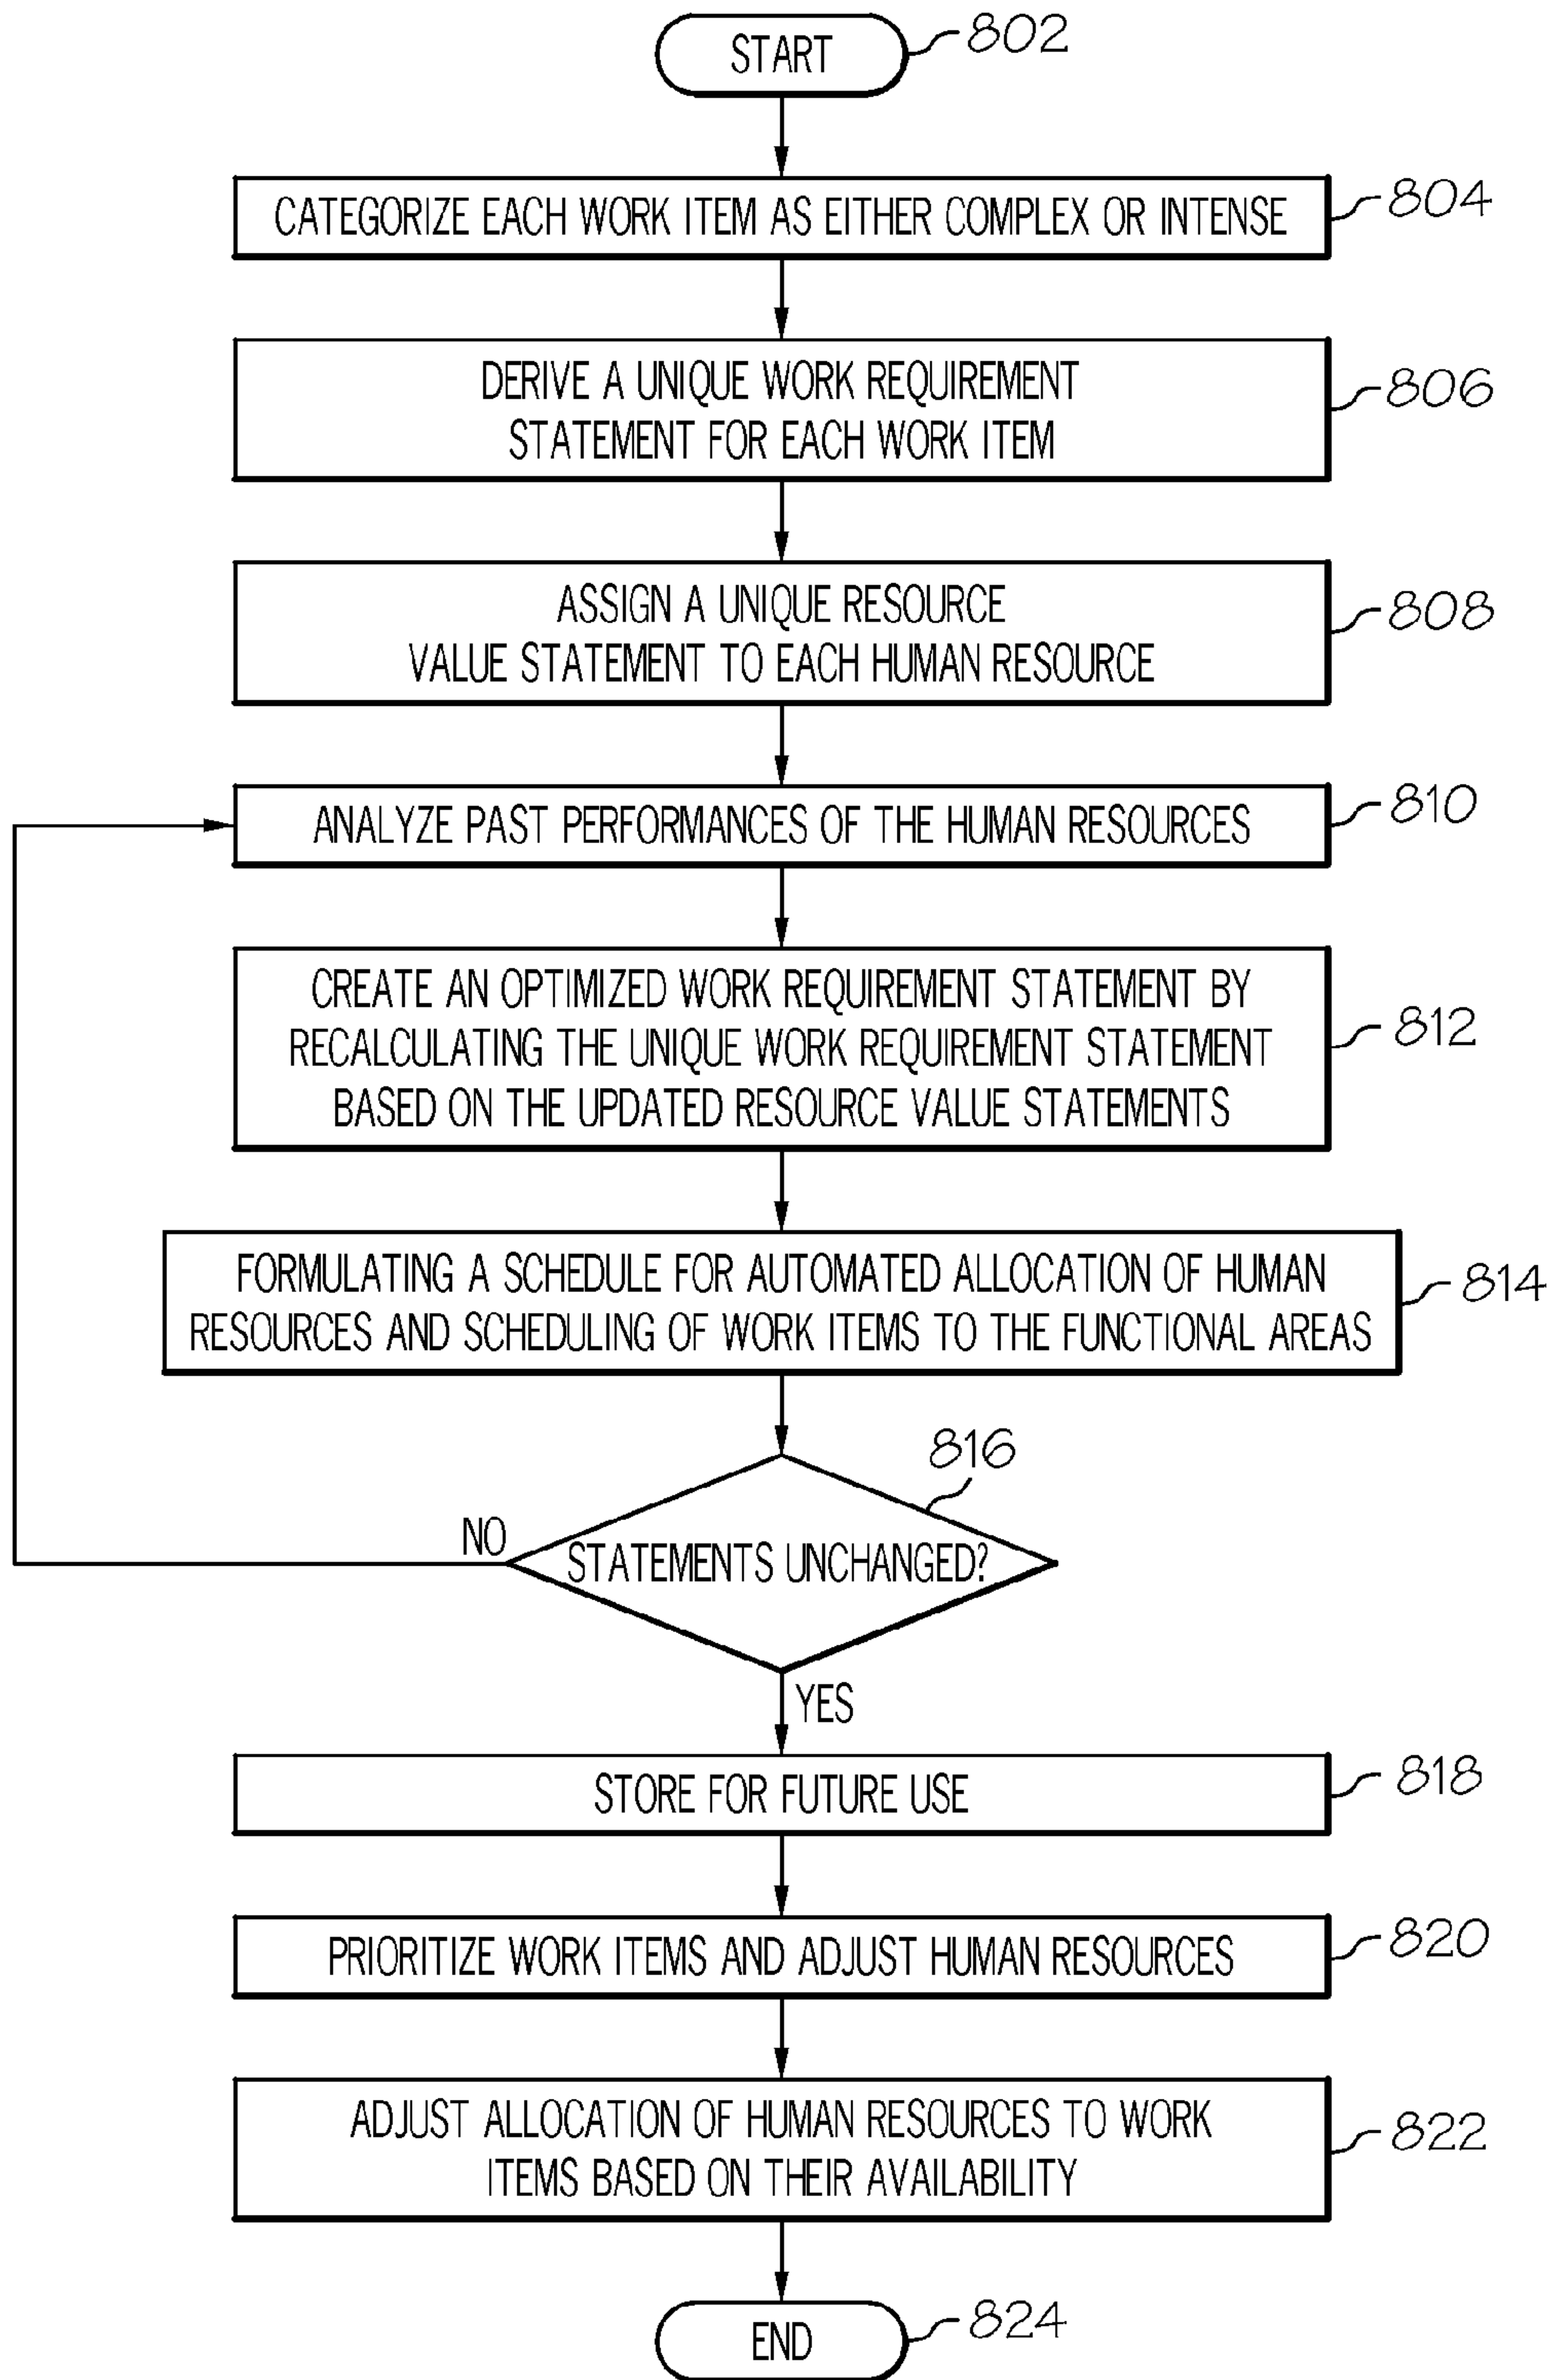 START
802
CATEGORIZE EACH WORK ITEM AS EITHER COMPLEX OR INTENSE
804
DERIVE A UNIQUE WORK REQUIREMENT
STATEMENT FOR EACH WORK ITEM
806
ASSIGN A UNIQUE RESOURCE
VALUE STATEMENT TO EACH HUMAN RESOURCE
808
ANALYZE PAST PERFORMANCES OF THE HUMAN RESOURCES
810
CREATE AN OPTIMIZED WORK REQUIREMENT STATEMENT BY
RECALCULATING THE UNIQUE WORK REQUIREMENT STATEMENT
BASED ON THE UPDATED RESOURCE VALUE STATEMENTS
812
FORMULATING A SCHEDULE FOR AUTOMATED ALLOCATION OF HUMAN
RESOURCES AND SCHEDULING OF WORK ITEMS TO THE FUNCTIONAL AREAS
814
816
NO
STATEMENTS UNCHANGED?
YES
STORE FOR FUTURE USE
818
PRIORITIZE WORK ITEMS AND ADJUST HUMAN RESOURCES
820
ADJUST ALLOCATION OF HUMAN RESOURCES TO WORK
ITEMS BASED ON THEIR AVAILABILITY
822
END
824